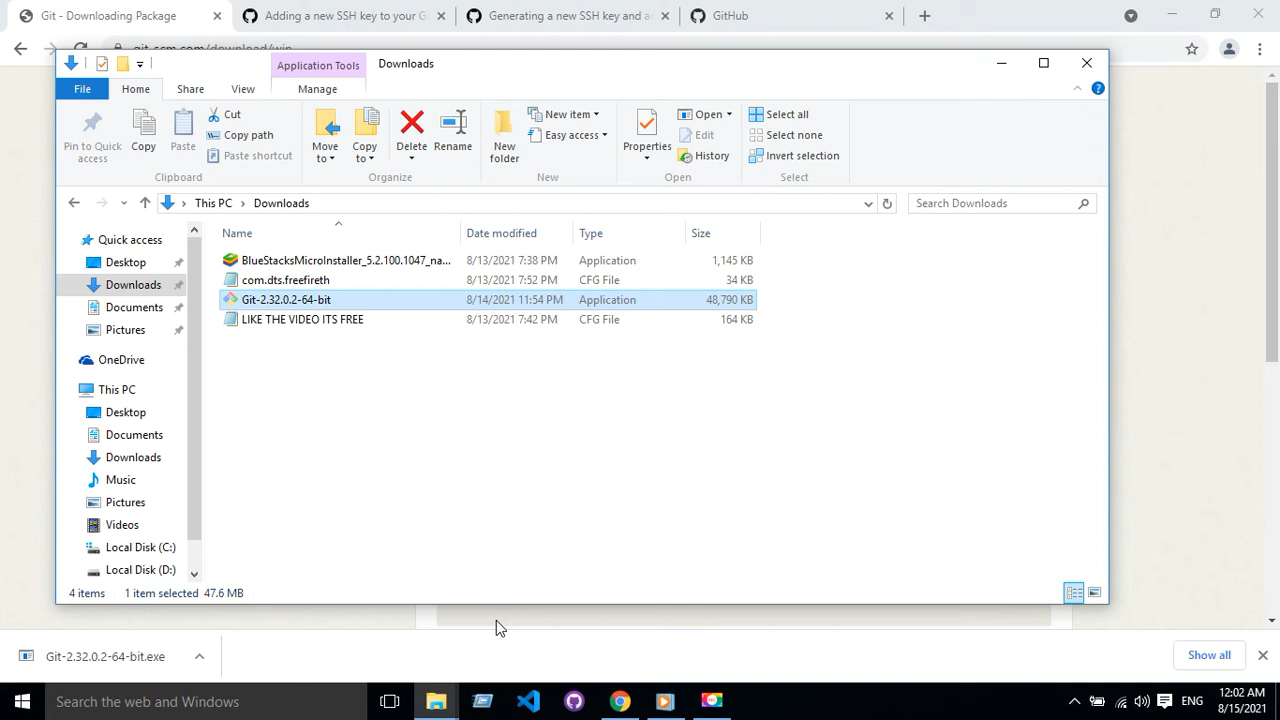 Git - Downloading Package
Adding a new SSH key to your G
Generating a new SSH key and a
GitHub
git-scm.com/download/win
Application Tools
Downloads
File
Home
Share
View
Manage
Pin to Quick access
Copy
Paste
Cut
Copy path
Paste shortcut
Clipboard
Move to
Copy to
Delete
Rename
Organize
New folder
New item
Easy access
New
Properties
Open
Edit
History
Open
Select all
Select none
Invert selection
Select
This PC
Downloads
Search Downloads
Name
Date modified
Type
Size
BlueStacksMicroInstaller_5.2.100.1047_na... 8/13/2021 7:38 PM Application 1,145 KB
com.dts.freefireth 8/13/2021 7:52 PM CFG File 34 KB
Git-2.32.0.2-64-bit 8/14/2021 11:54 PM Application 48,790 KB
LIKE THE VIDEO ITS FREE 8/13/2021 7:42 PM CFG File 164 KB
Quick access
Desktop
Downloads
Documents
Pictures
OneDrive
This PC
Desktop
Documents
Downloads
Music
Pictures
Videos
Local Disk (C:)
Local Disk (D:)
4 items 1 item selected 47.6 MB
Git-2.32.0.2-64-bit.exe
Show all
Search the web and Windows
ENG
12:02 AM
8/15/2021